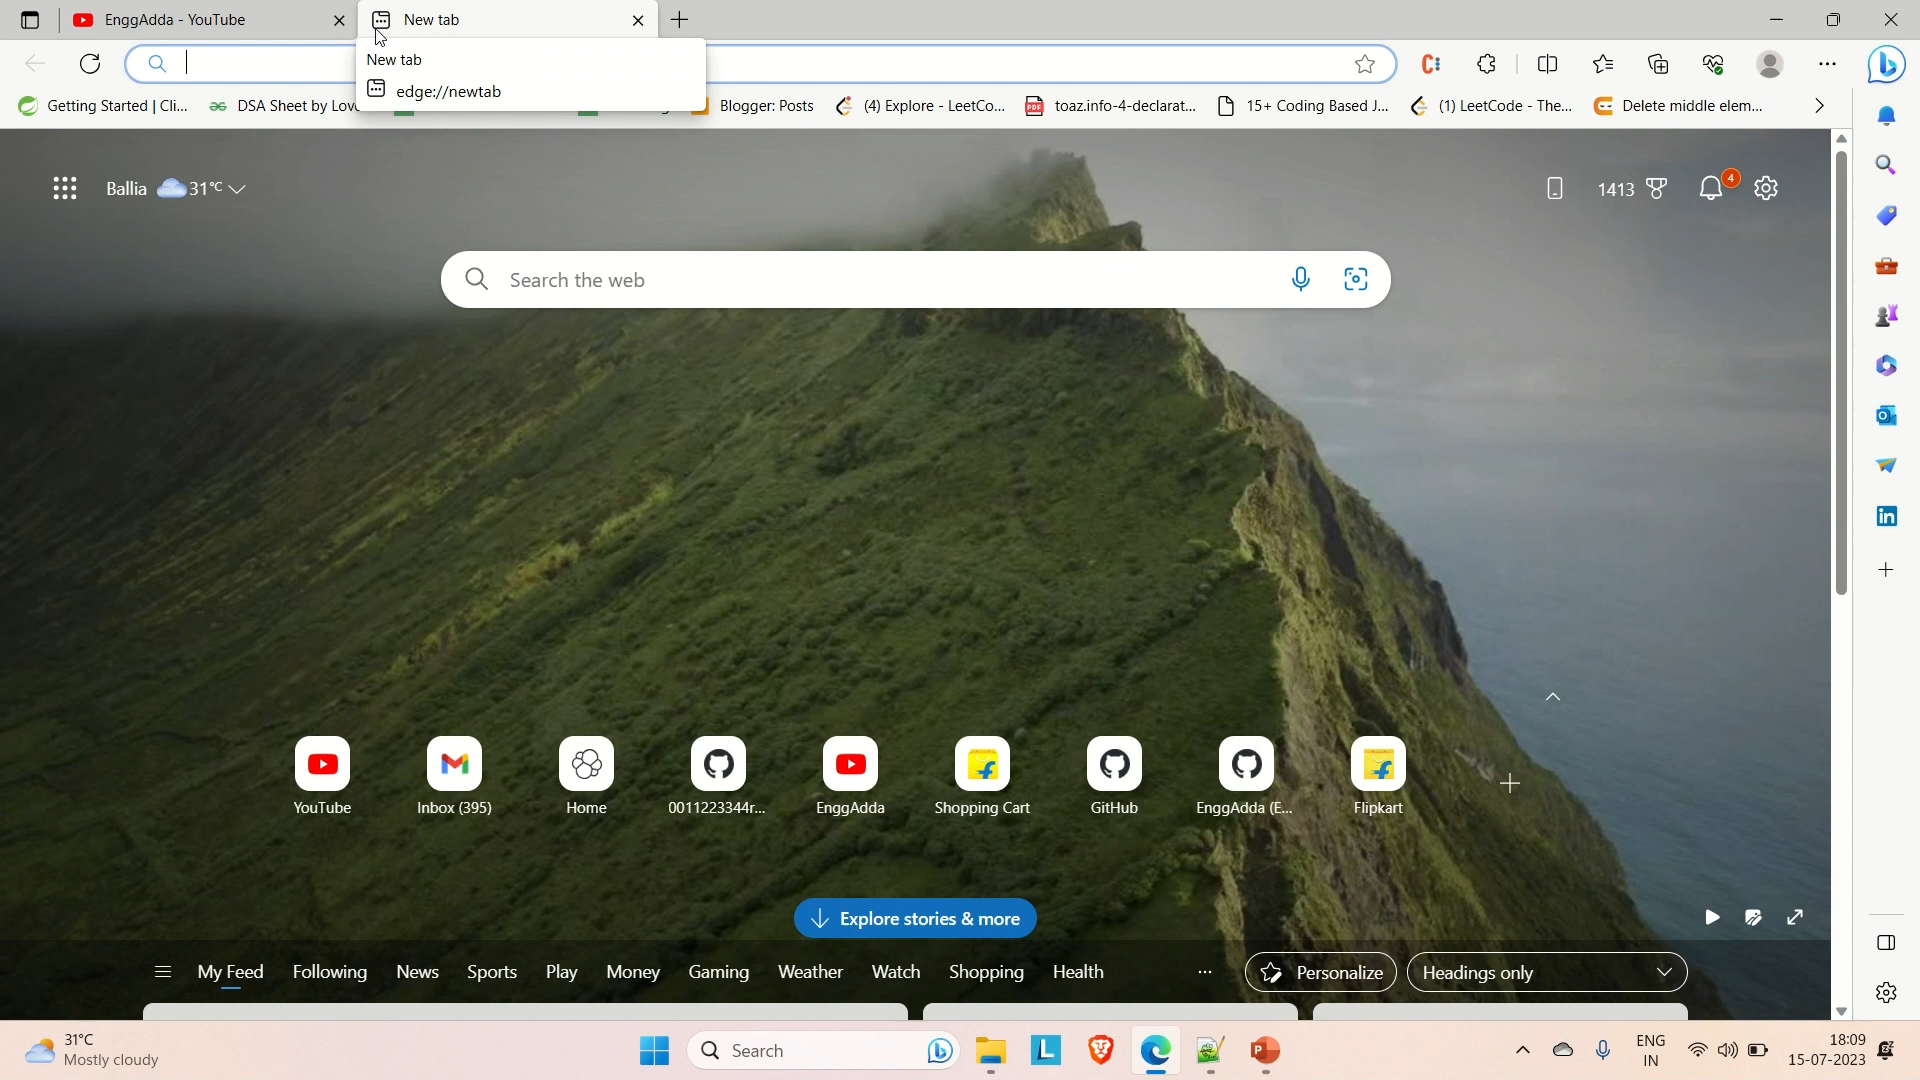 EnggAdda - YouTube
New tab
New tab
edge://newtab
Getting Started | Cli...
DSA Sheet by Love
Blogger: Posts
(4) Explore - LeetCo...
toaz.info-4-declarat...
15+ Coding Based J...
(1) LeetCode - The...
Delete middle elem...
Ballia
31°C
1413
4
Search the web
YouTube
Inbox (395)
Home
0011223344r...
EnggAdda
Shopping Cart
GitHub
EnggAdda (E...
Flipkart
Explore stories & more
My Feed
Following
News
Sports
Play
Money
Gaming
Weather
Watch
Shopping
Health
Personalize
Headings only
31°C
Mostly cloudy
Search
ENG
IN
18:09
15-07-2023